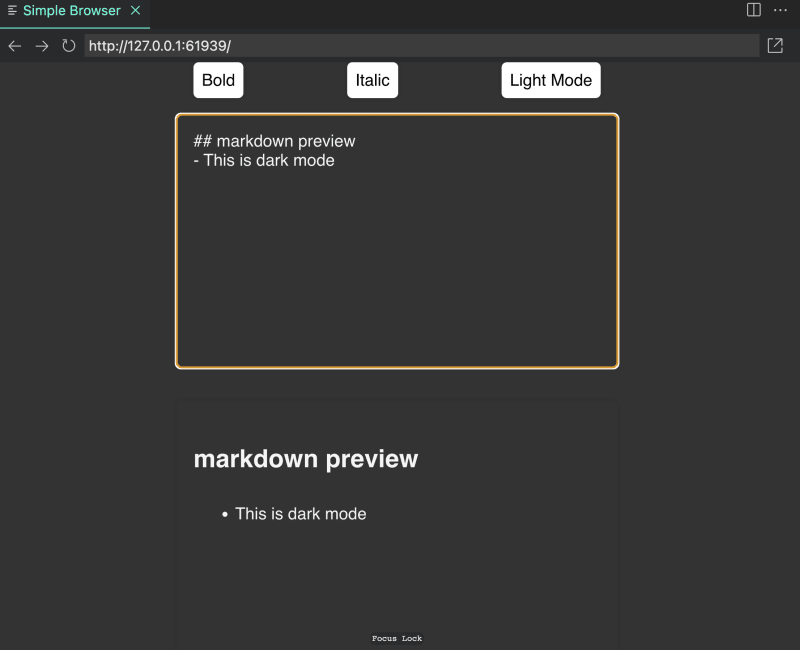 Simple Browser
http://127.0.0.1:61939/
Bold Italic Light Mode
## markdown preview
- This is dark mode
markdown preview
• This is dark mode
Focus Lock